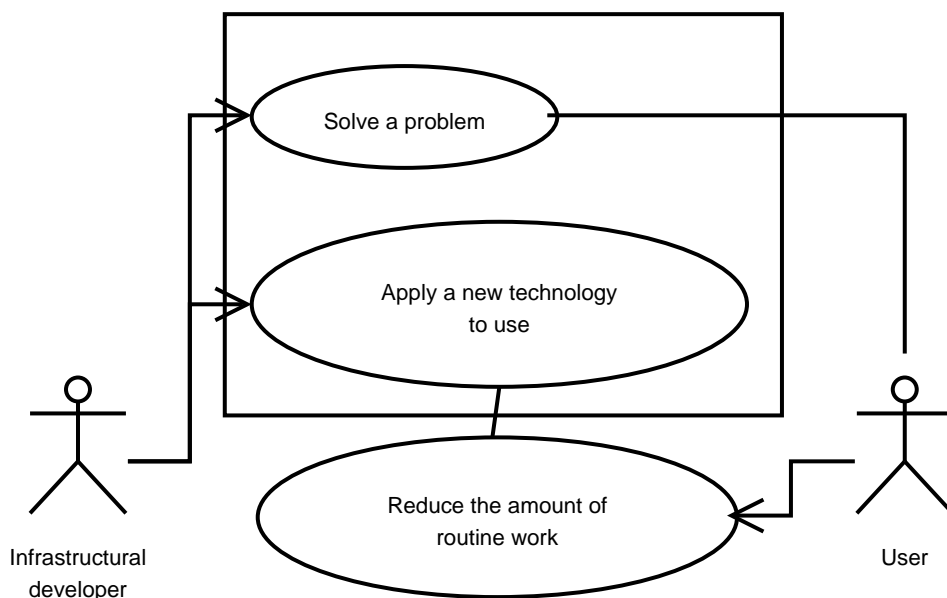 Solve a problem
Apply a new technology
to use
Reduce the amount of
routine work
Infrastructural
developer
User